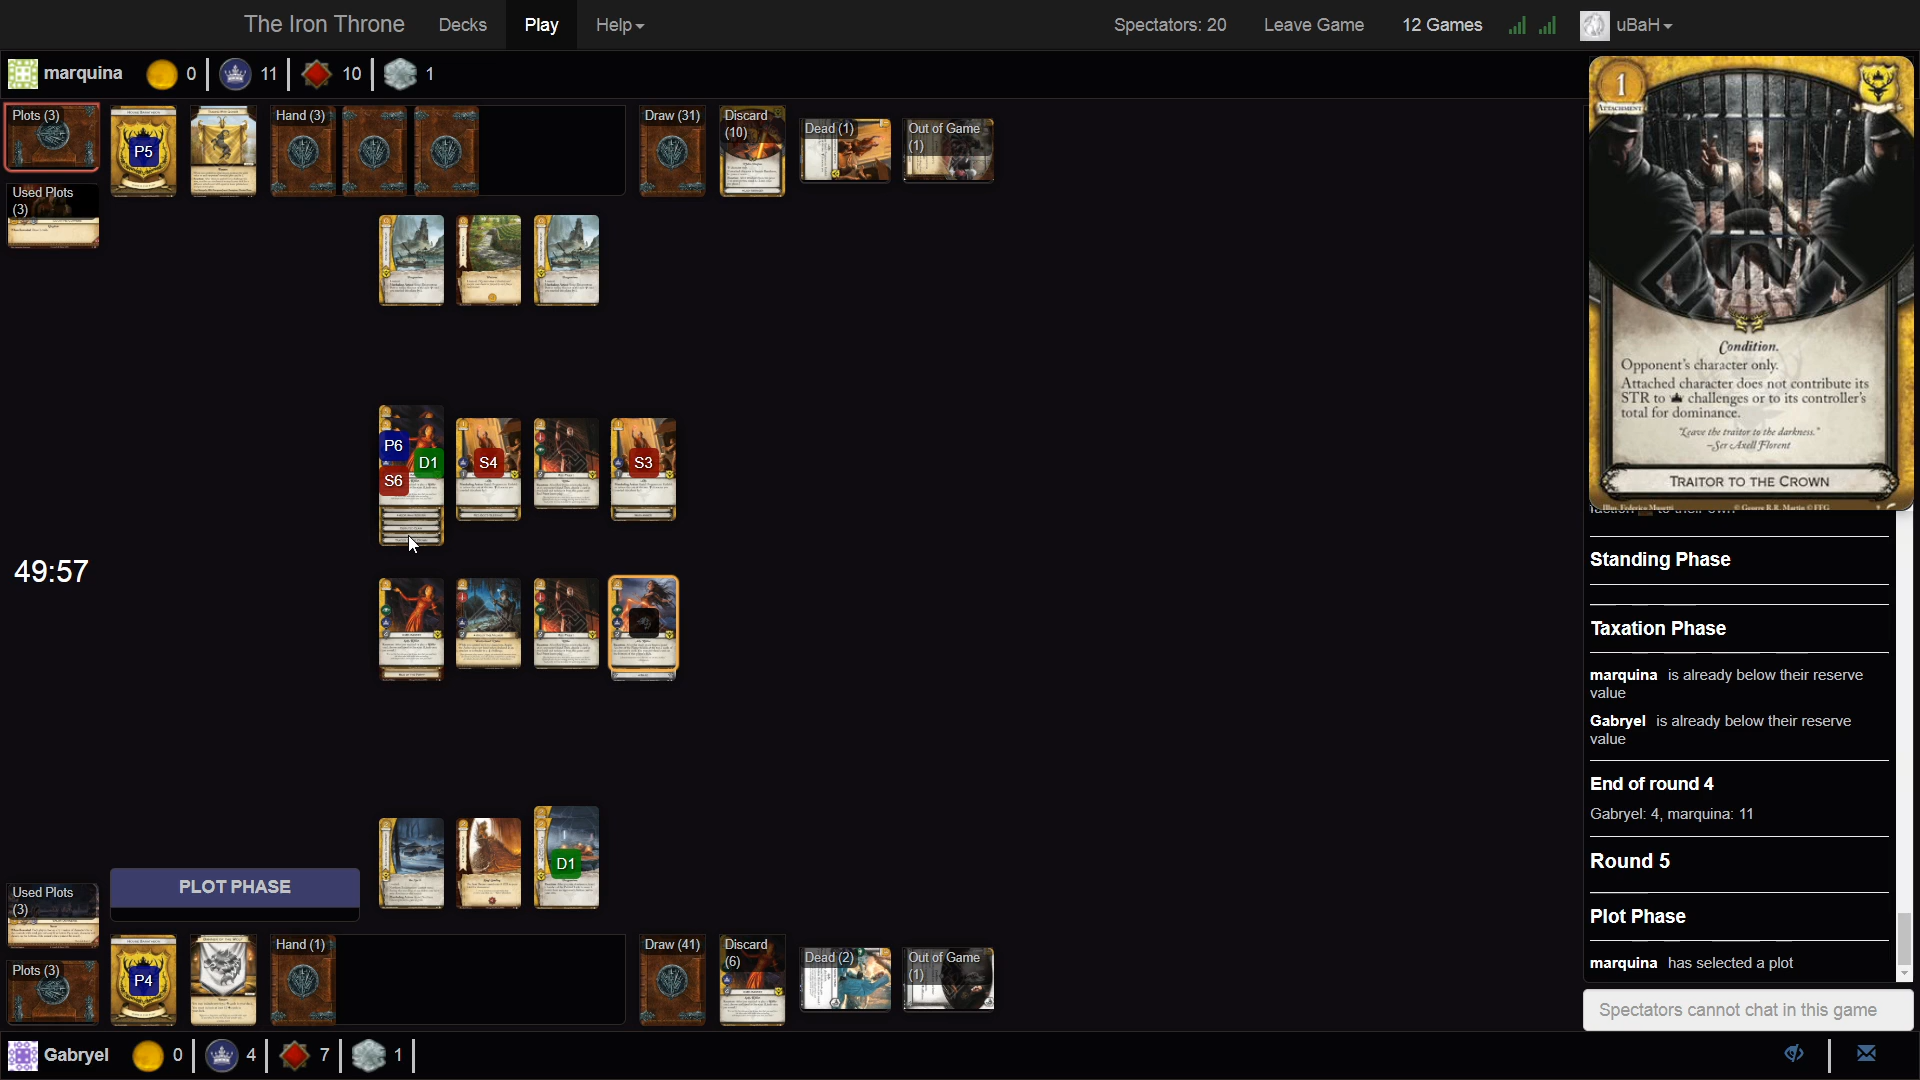 The Iron Throne
Decks
Play
Help
Spectators: 20
Leave Game
12 Games
uBaH
marquina 0 11 10 1
Plots (3)
P5
Hand (3)
Draw (31)
Discard
(10)
Dead (1)
Out of Game
(1)
Used Plots
(3)
P6
D1
S6
S4
S3
49:57
D1
Used Plots
(3)
PLOT PHASE
Plots (3)
P4
Hand (1)
Draw (41)
Discard
(6)
Dead (2)
Out of Game
(1)
Gabryel 0 4 7 1
1
ATTACHMENT
Condition.
Opponent's character only.
Attached character does not contribute its
STR to challenges or to its controller's
total for dominance.
"Leave the traitor to the darkness."
–Ser Axell Florent
TRAITOR TO THE CROWN
Standing Phase
Taxation Phase
marquina is already below their reserve
value
Gabryel is already below their reserve
value
End of round 4
Gabryel: 4, marquina: 11
Round 5
Plot Phase
marquina has selected a plot
Spectators cannot chat in this game